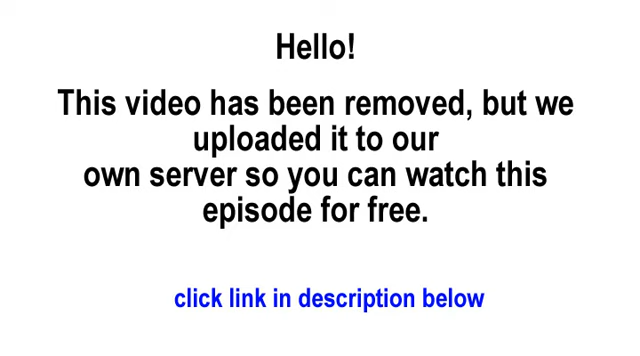 Hello!
This video has been removed, but we
uploaded it to our
own server so you can watch this
episode for free.
click link in description below